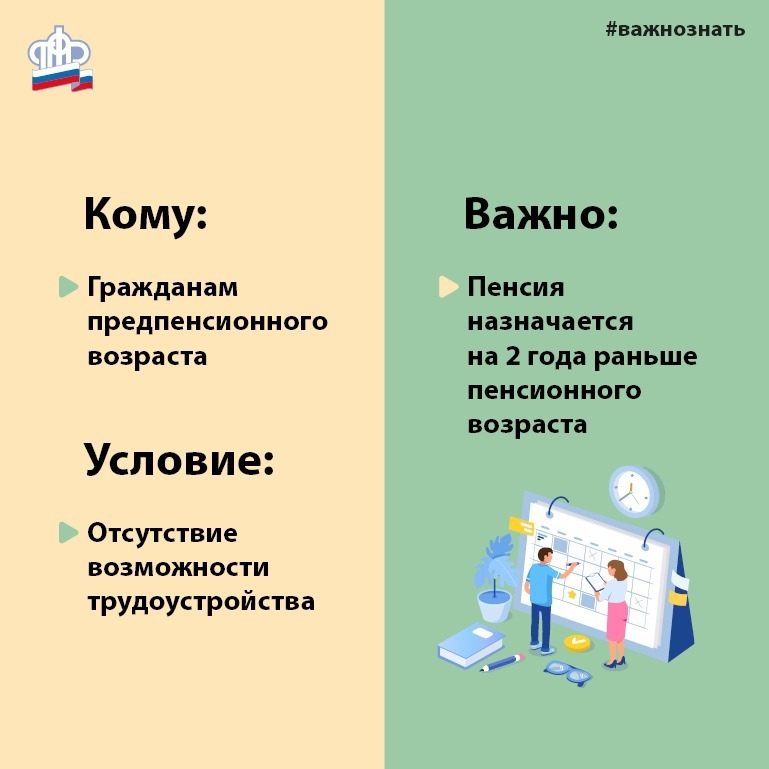 #важнознать
Кому:
Гражданам
предпенсионного
возраста
Условие:
Отсутствие
возможности
трудоустройства
Важно:
Пенсия
назначается
на 2 года раньше
пенсионного
возраста